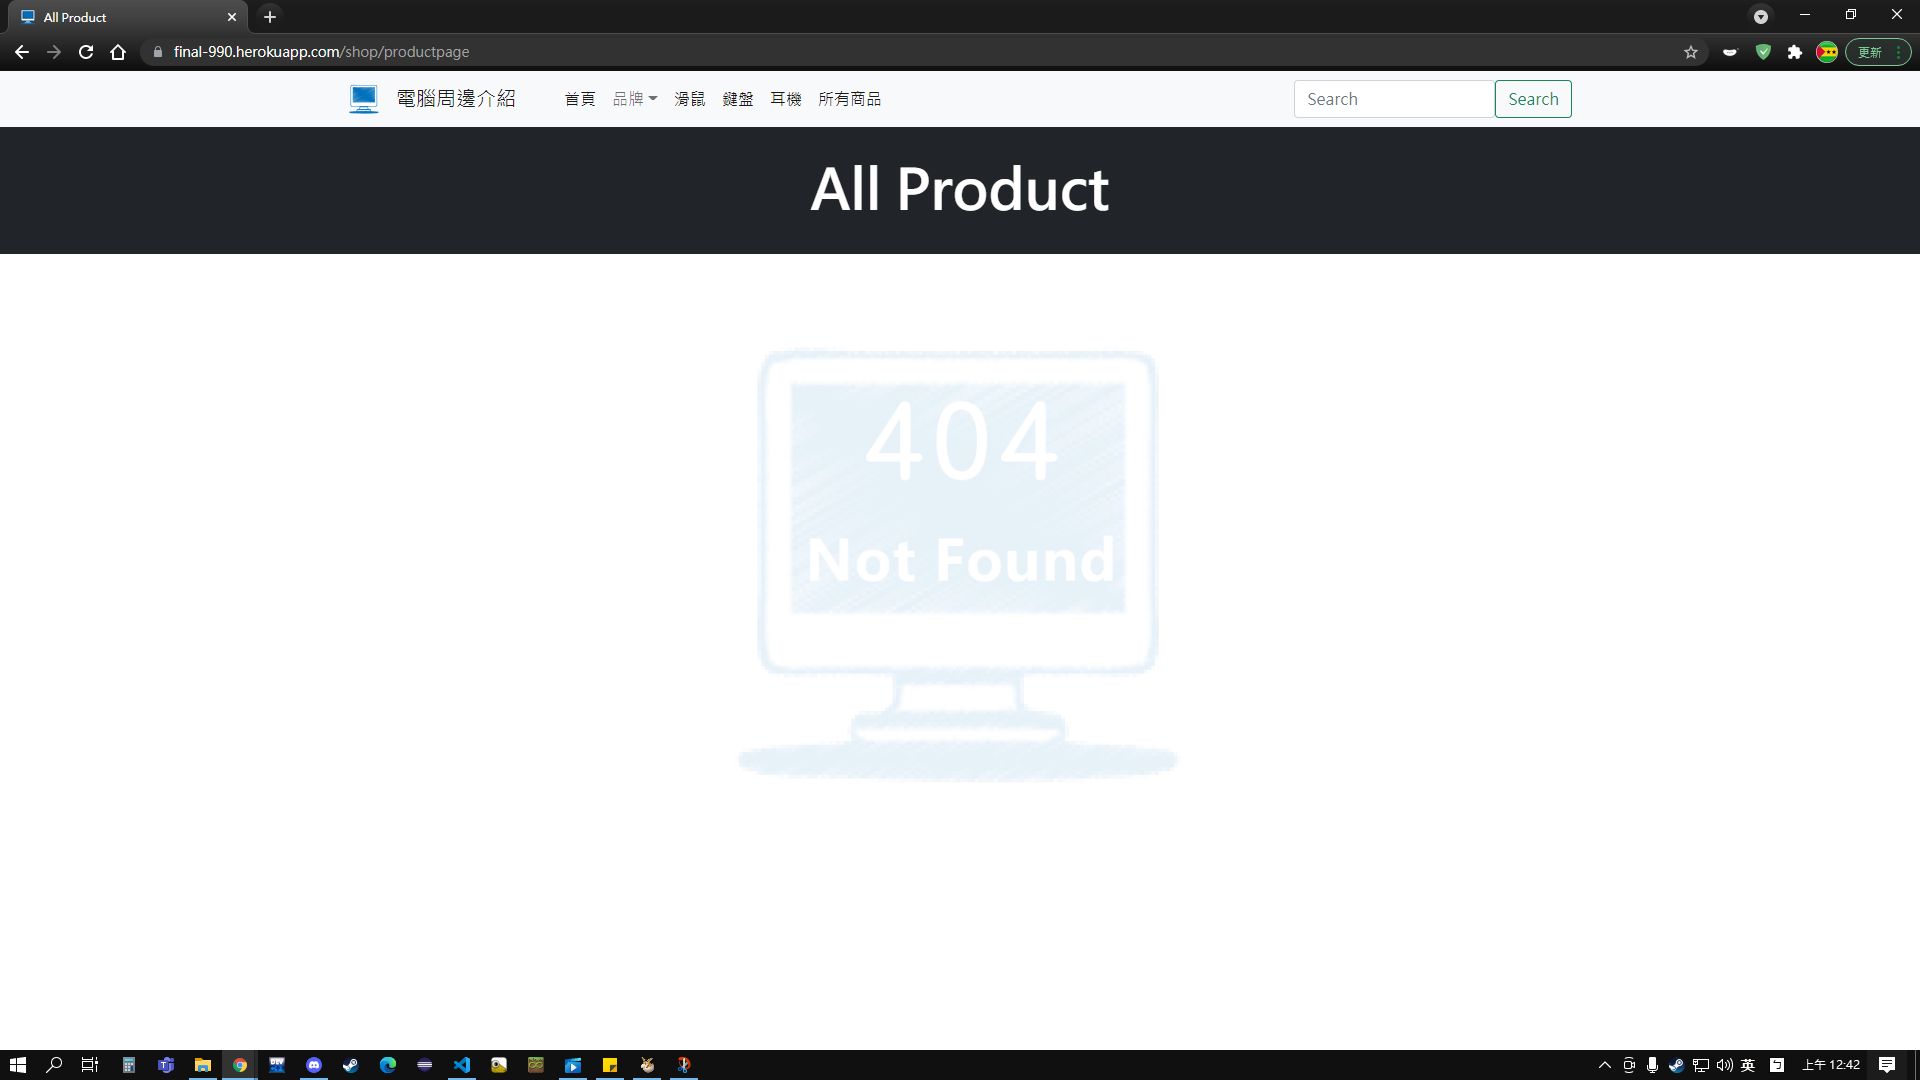 All Product
final-990.herokuapp.com/shop/productpage
更新
電腦周邊介紹
首頁
品牌
滑鼠
鍵盤
耳機
所有商品
Search
Search
All Product
404
Not Found
DEV
英
ㄅ
上午 12:42